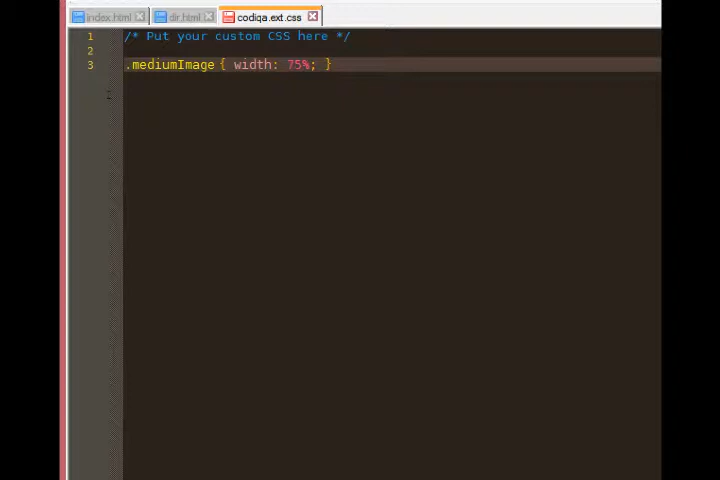 index.html dir.html codiqa.ext.css
1 /* Put your custom CSS here */
2
3 .mediumImage { width: 75%; }